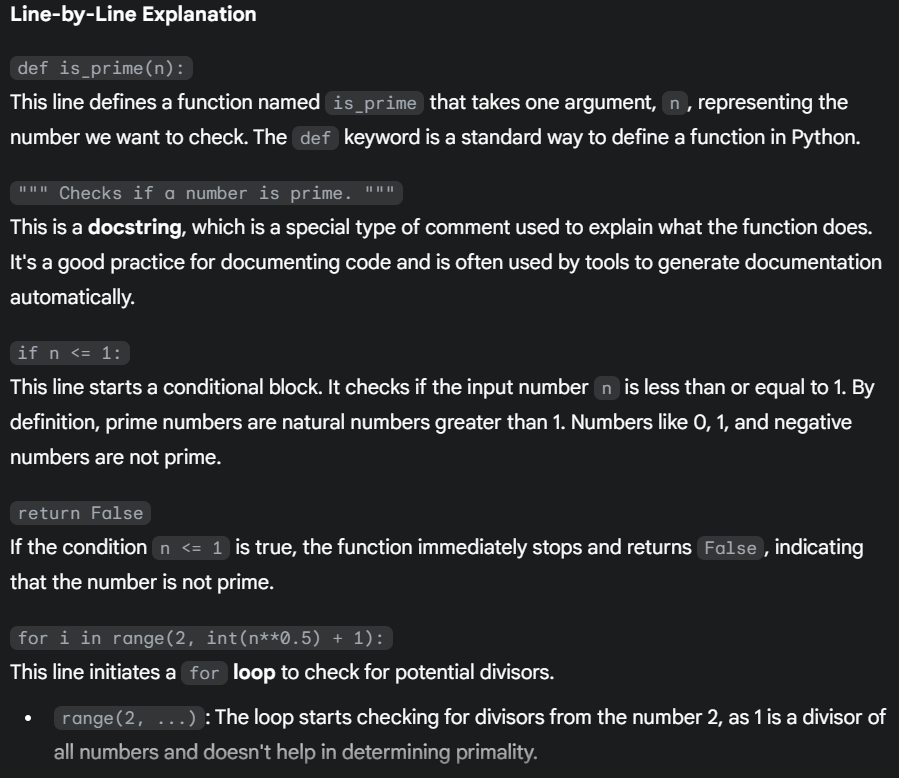 Line-by-Line Explanation
def is_prime(n):
This line defines a function named is_prime that takes one argument, n, representing the
number we want to check. The def keyword is a standard way to define a function in Python.
""" Checks if a number is prime. """
This is a docstring, which is a special type of comment used to explain what the function does.
It's a good practice for documenting code and is often used by tools to generate documentation
automatically.
if n <= 1:
This line starts a conditional block. It checks if the input number n is less than or equal to 1. By
definition, prime numbers are natural numbers greater than 1. Numbers like 0, 1, and negative
numbers are not prime.
return False
If the condition n <= 1 is true, the function immediately stops and returns False, indicating
that the number is not prime.
for i in range(2, int(n**0.5) + 1):
This line initiates a for loop to check for potential divisors.
• range(2, ...): The loop starts checking for divisors from the number 2, as 1 is a divisor of
all numbers and doesn't help in determining primality.